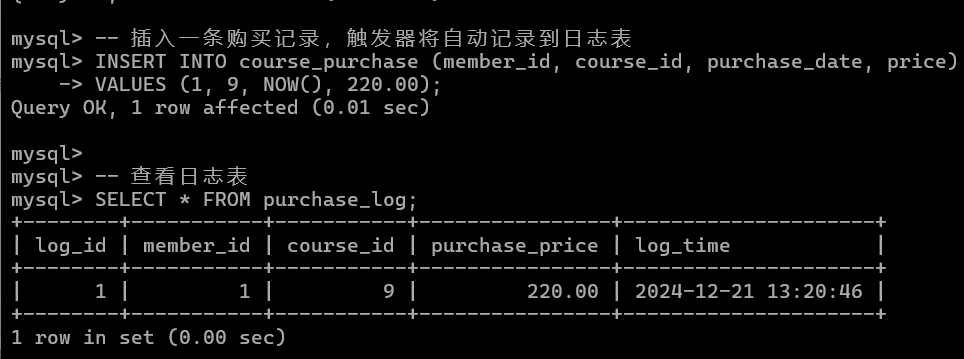 mysql> -- 插入一条购买记录，触发器将自动记录到日志表
mysql> INSERT INTO course_purchase (member_id, course_id, purchase_date, price)
    -> VALUES (1, 9, NOW(), 220.00);
Query OK, 1 row affected (0.01 sec)
mysql>
mysql> -- 查看日志表
mysql> SELECT * FROM purchase_log;
+--------+-----------+-----------+----------------+---------------------+
| log_id | member_id | course_id | purchase_price | log_time            |
+--------+-----------+-----------+----------------+---------------------+
|      1 |         1 |         9 |         220.00 | 2024-12-21 13:20:46 |
+--------+-----------+-----------+----------------+---------------------+
1 row in set (0.00 sec)